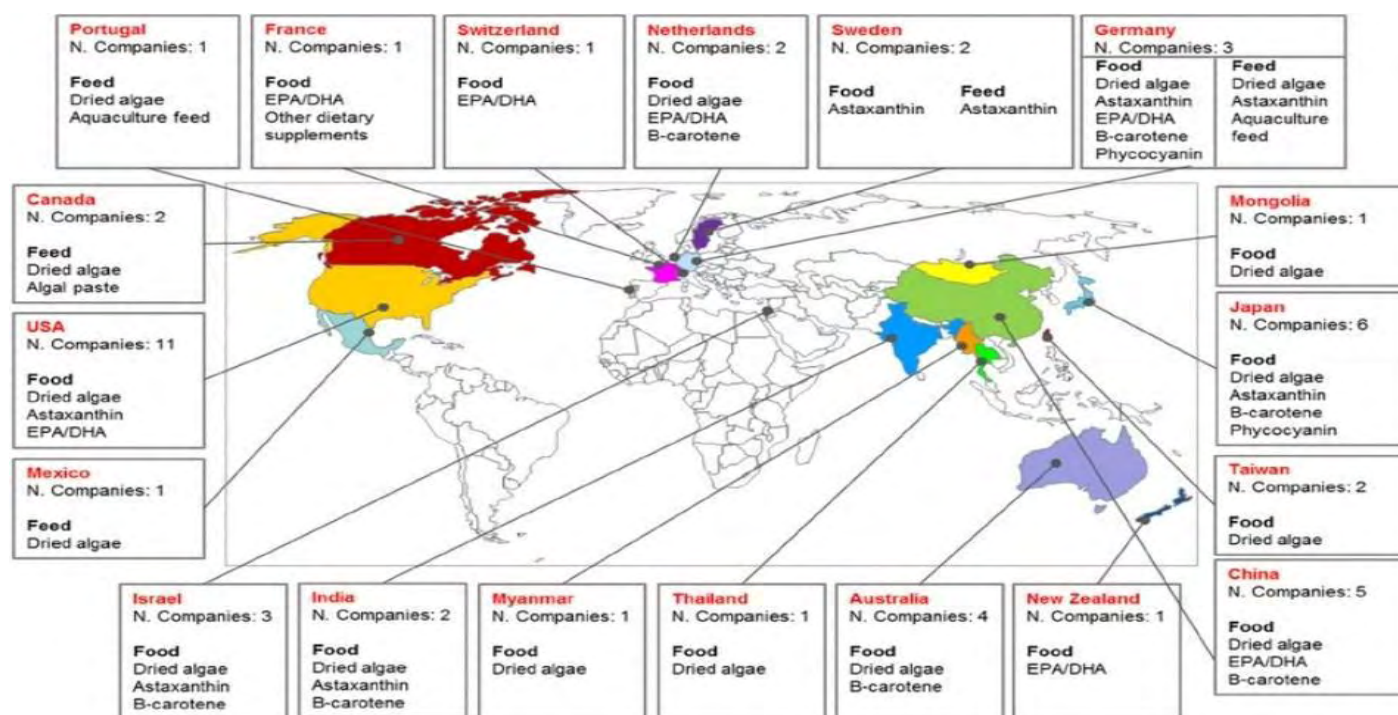 Portugal
N. Companies: 1
Feed
Dried algae
Aquaculture feed
France
N. Companies: 1
Food
EPA/DHA
Other dietary
supplements
Switzerland
N. Companies: 1
Food
EPA/DHA
Netherlands
N. Companies: 2
Food
Dried algae
EPA/DHA
B-carotene
Sweden
N. Companies: 2
Food
Astaxanthin
Feed
Astaxanthin
Germany
N. Companies: 3
Food
Dried algae
Astaxanthin
EPA/DHA
B-carotene
Phycocyanin
Feed
Dried algae
Astaxanthin
Aquaculture
feed
Canada
N. Companies: 2
Feed
Dried algae
Algal paste
USA
N. Companies: 11
Food
Dried algae
Astaxanthin
EPA/DHA
Mexico
N. Companies: 1
Feed
Dried algae
Mongolia
N. Companies: 1
Food
Dried algae
Japan
N. Companies: 6
Food
Dried algae
Astaxanthin
B-carotene
Phycocyanin
Taiwan
N. Companies: 2
Food
Dried algae
China
N. Companies: 5
Food
Dried algae
EPA/DHA
B-carotene
Israel
N. Companies: 3
Food
Dried algae
Astaxanthin
B-carotene
India
N. Companies: 2
Food
Dried algae
Astaxanthin
B-carotene
Myanmar
N. Companies: 1
Food
Dried algae
Thailand
N. Companies: 1
Food
Dried algae
Australia
N. Companies: 4
Food
Dried algae
B-carotene
New Zealand
N. Companies: 1
Food
EPA/DHA